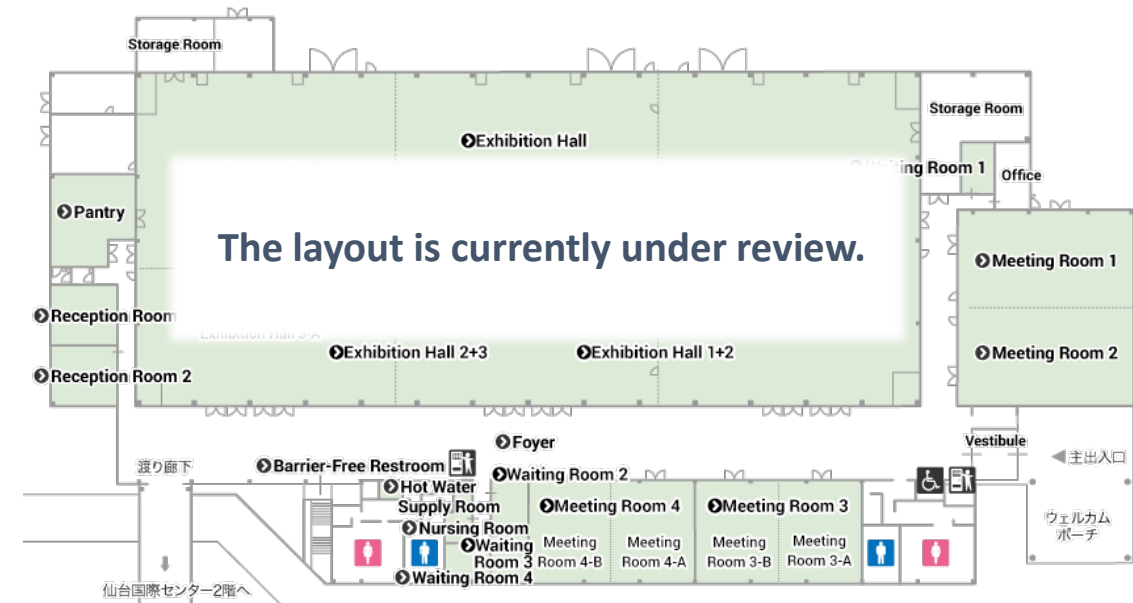 Storage Room
Storage Room
Exhibition Hall
Waiting Room 1
Office
Pantry
The layout is currently under review.
Meeting Room 1
Reception Room
Exhibition Hall 3-A
Exhibition Hall 2+3
Exhibition Hall 1+2
Meeting Room 2
Reception Room 2
Foyer
Vestibule
主出入口
渡り廊下
Barrier-Free Restroom
Waiting Room 2
Hot Water
Supply Room
Meeting Room 4
Meeting Room 3
ウェルカム
ポーチ
Nursing Room
Waiting
Room 3
Meeting
Room 4-B
Meeting
Room 4-A
Meeting
Room 3-B
Meeting
Room 3-A
Waiting Room 4
仙台国際センター2階へ